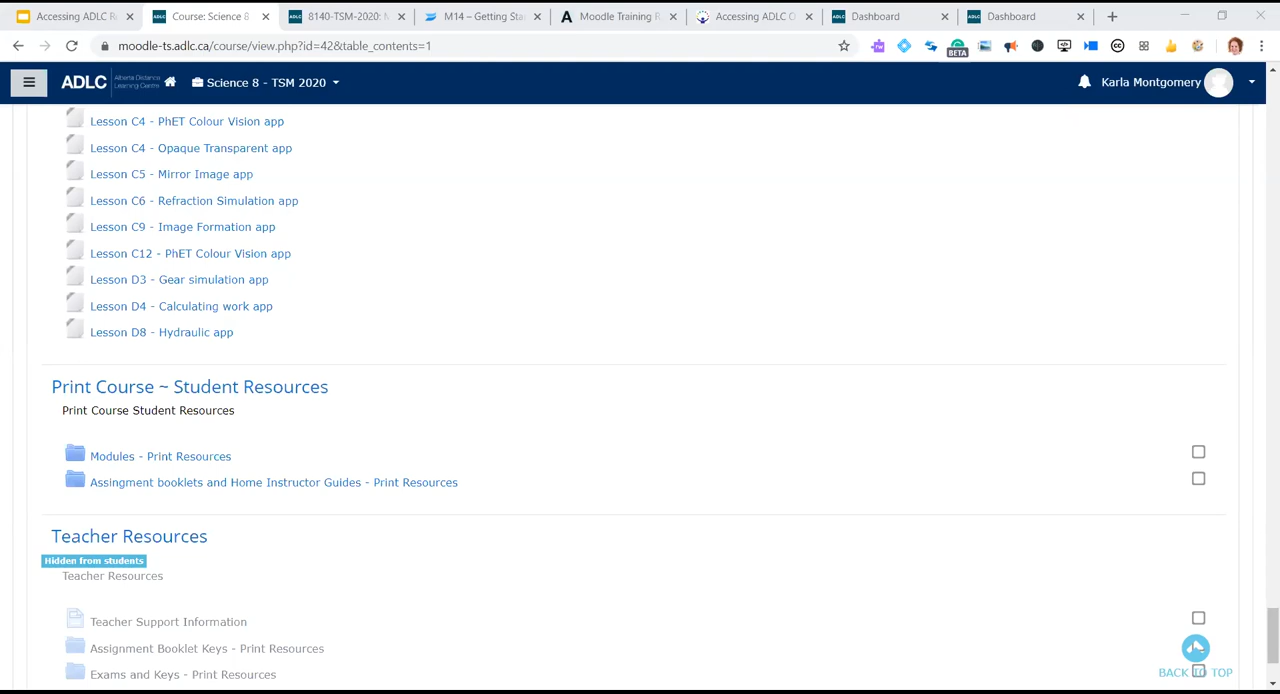 Accessing ADLC R
Course: Science 8
8140-TSM-2020: M
M14 – Getting Sta
Moodle Training R
Accessing ADLC O
Dashboard
Dashboard
moodle-ts.adlc.ca/course/view.php?id=42&table_contents=1
BETA
ADLC Alberta Distance Learning Centre
Science 8 - TSM 2020
Karla Montgomery
Lesson C4 - PhET Colour Vision app
Lesson C4 - Opaque Transparent app
Lesson C5 - Mirror Image app
Lesson C6 - Refraction Simulation app
Lesson C9 - Image Formation app
Lesson C12 - PhET Colour Vision app
Lesson D3 - Gear simulation app
Lesson D4 - Calculating work app
Lesson D8 - Hydraulic app
Print Course ~ Student Resources
Print Course Student Resources
Modules - Print Resources
Assingment booklets and Home Instructor Guides - Print Resources
Teacher Resources
Hidden from students
Teacher Resources
Teacher Support Information
Assignment Booklet Keys - Print Resources
BACK TO TOP
Exams and Keys - Print Resources